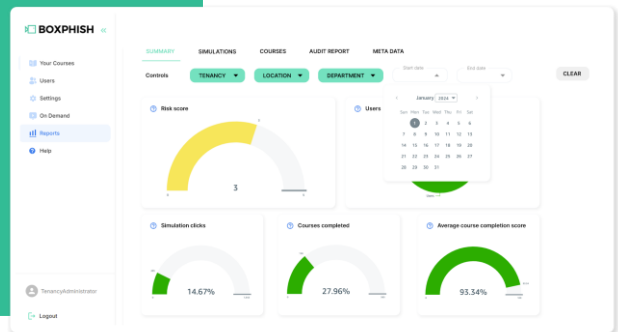 BOXPHISH «
Your Courses
Users
Settings
On Demand
Reports
Help
TenancyAdministrator
Logout
SUMMARY SIMULATIONS COURSES AUDIT REPORT META DATA
Controls TENANCY LOCATION DEPARTMENT Start date End date CLEAR
January 2024
Sun Mon Tue Wed Thu Fri Sat
1 2 3 4 5 6
7 8 9 10 11 12 13
14 15 16 17 18 19 20
21 22 23 24 25 26 27
28 29 30 31
Risk score
3
Users
Simulation clicks
14.67%
Courses completed
27.96%
Average course completion score
93.34%